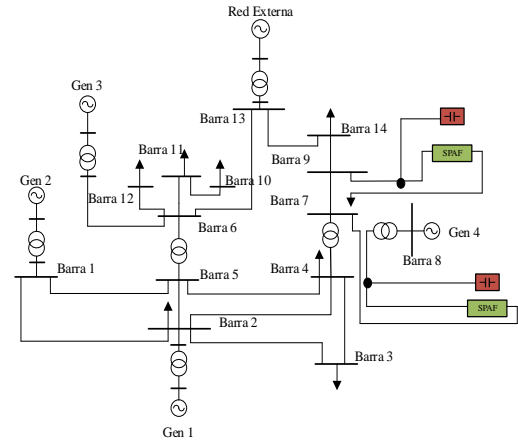 Red Externa
Gen 3
Barra 13
Barra 14
Barra 11
Barra 9
SPAF
Gen 2
Barra 12
Barra 10
Barra 7
Barra 6
Gen 4
Barra 8
Barra 1
Barra 5
Barra 4
SPAF
Barra 2
Barra 3
Gen 1